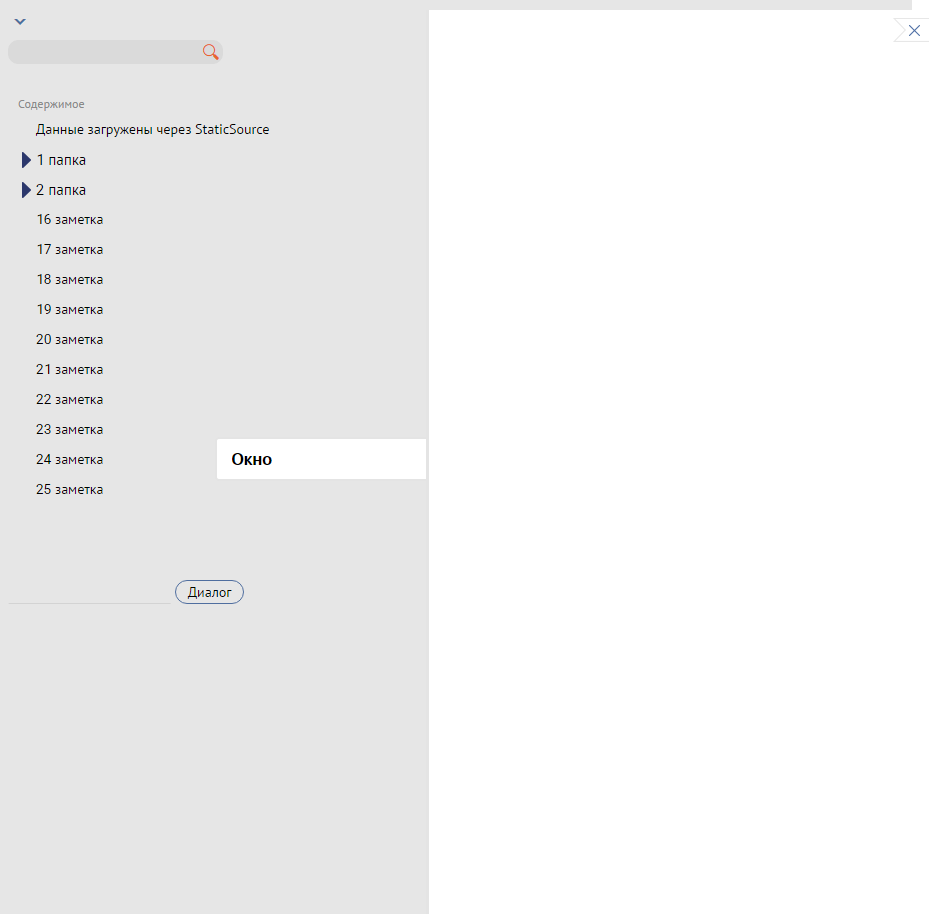 Содержимое
Данные загружены через StaticSource
1 папка
2 папка
16 заметка
17 заметка
18 заметка
19 заметка
20 заметка
21 заметка
22 заметка
23 заметка
24 заметка
Окно
25 заметка
Диалог